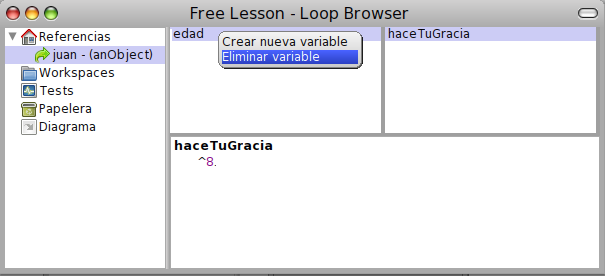 Free Lesson - Loop Browser
Referencias
juan - (anObject)
Workspaces
Tests
Papelera
Diagrama
edad
Crear nueva variable
Eliminar variable
haceTuGracia
haceTuGracia
^8.